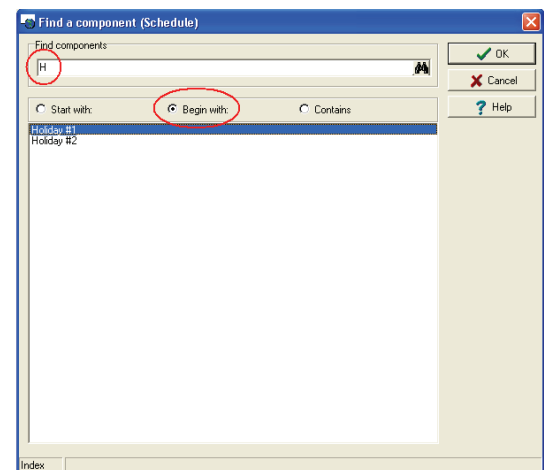 Find a component (Schedule)
Find components
H
OK
Cancel
Help
Start with:
Begin with:
Contains
Holiday #1
Holiday #2
Index